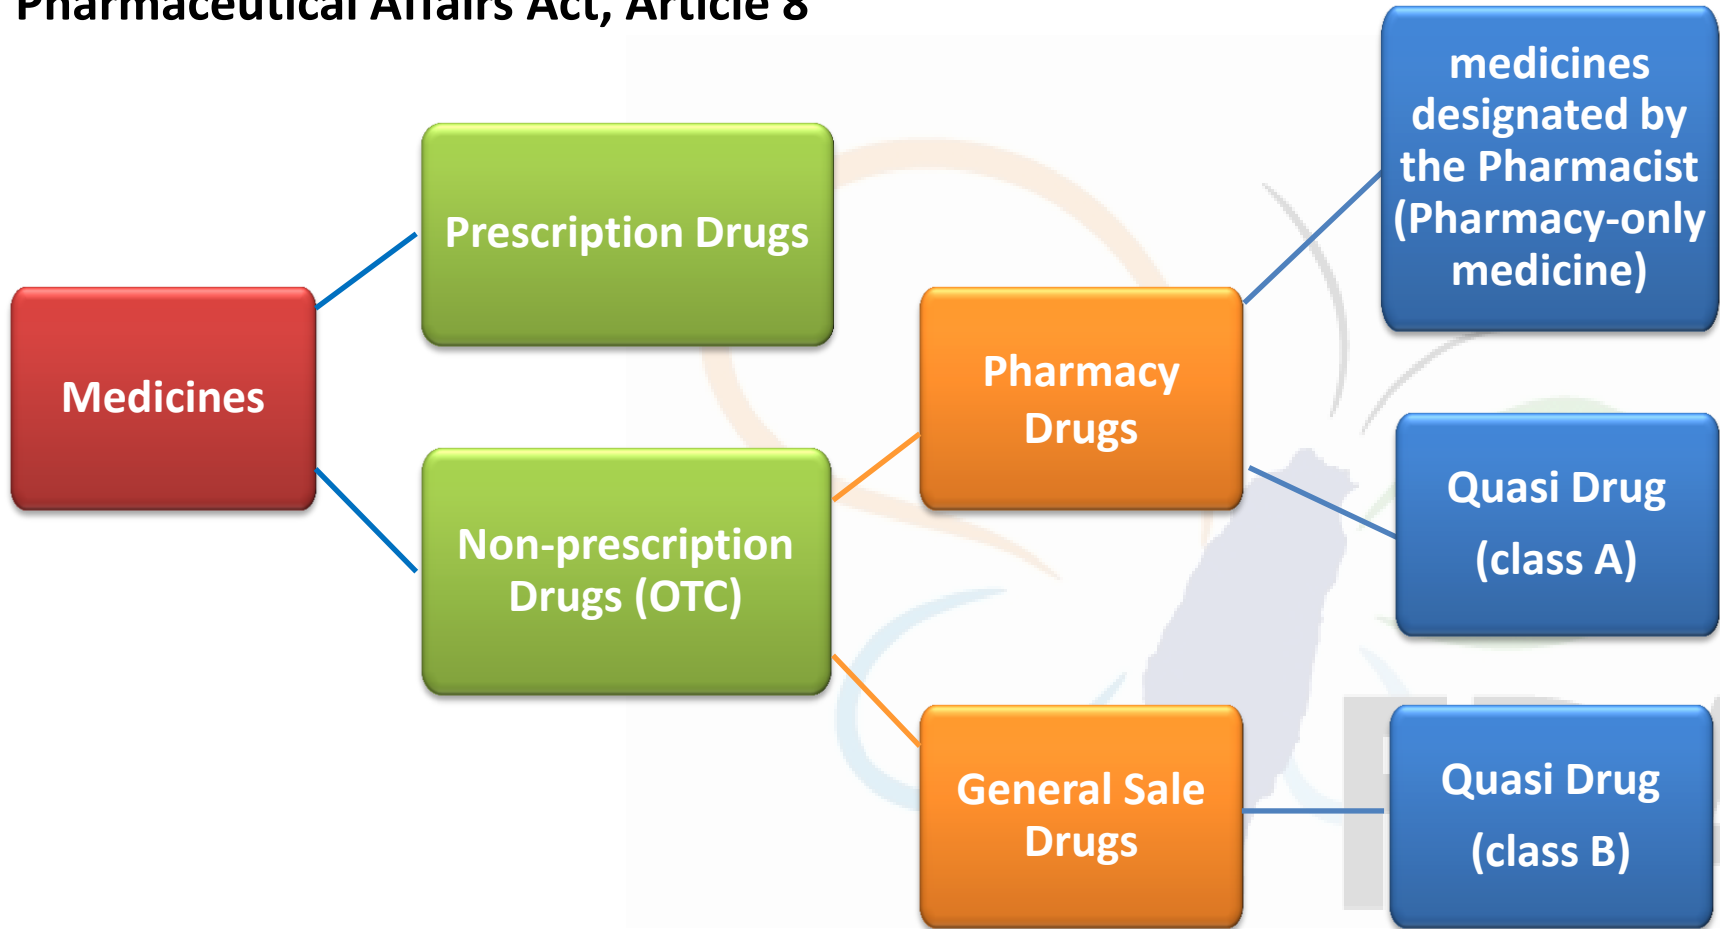 Pharmaceutical Affairs Act, Article 8
medicines
designated by
the Pharmacist
(Pharmacy-only
medicine)
Prescription Drugs
Medicines
Pharmacy
Drugs
Non-prescription
Drugs (OTC)
Quasi Drug
(class A)
General Sale
Drugs
Quasi Drug
(class B)